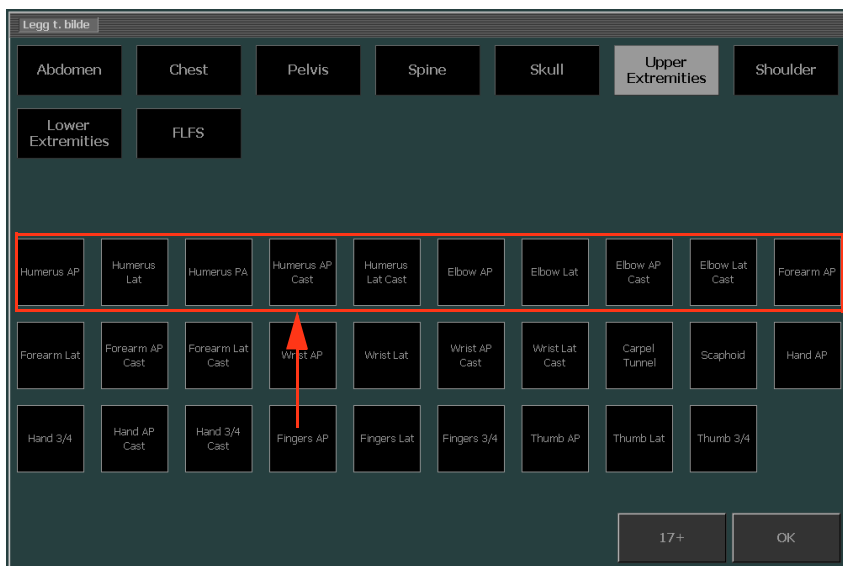 Legg t. bilde
Abdomen
Chest
Pelvis
Spine
Skull
Upper
Extremities
Shoulder
Lower
Extremities
FLFS
Humerus AP
Humerus
Lat
Humerus PA
Humerus AP
Cast
Humerus
Lat Cast
Elbow AP
Elbow Lat
Elbow AP
Cast
Elbow Lat
Cast
Forearm AP
Forearm Lat
Forearm AP
Cast
Forearm Lat
Cast
Wrist AP
Wrist Lat
Wrist AP
Cast
Wrist Lat
Cast
Carpel
Tunnel
Scaphoid
Hand AP
Hand 3/4
Hand AP
Cast
Hand 3/4
Cast
Fingers AP
Fingers Lat
Fingers 3/4
Thumb AP
Thumb Lat
Thumb 3/4
17+
OK